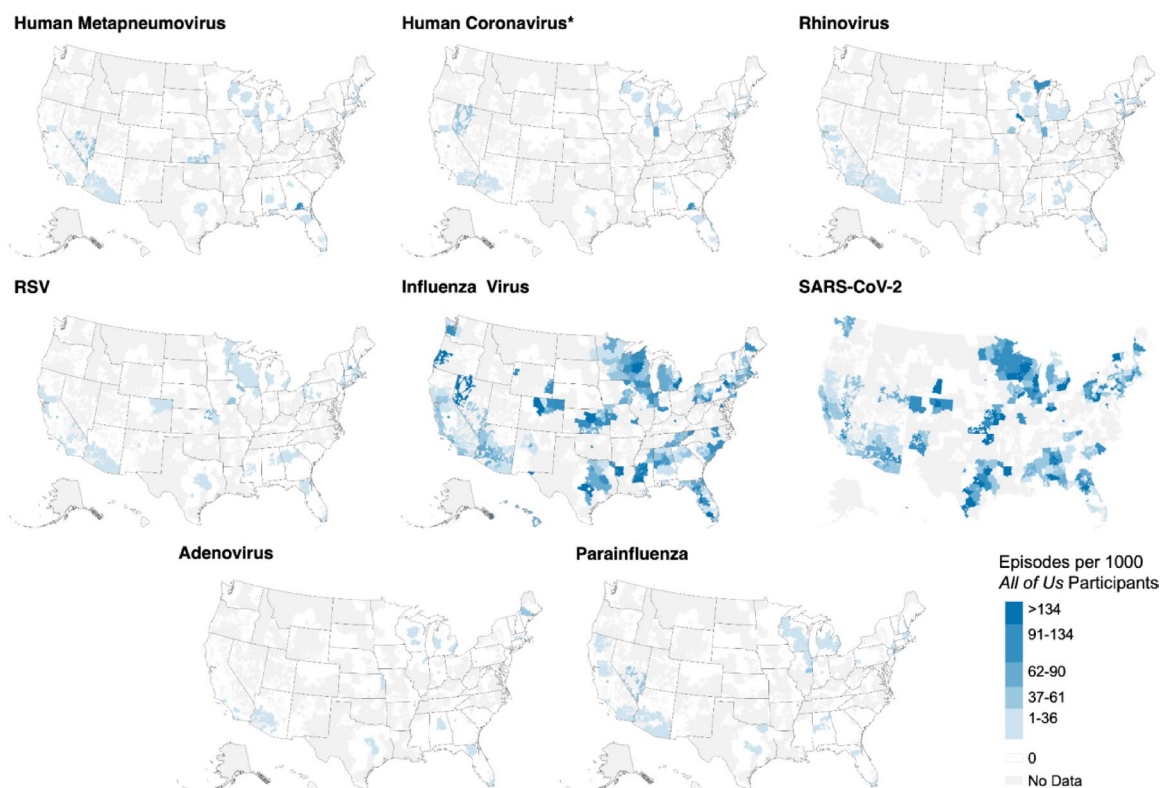 Human Metapneumovirus
Human Coronavirus*
Rhinovirus
RSV
Influenza Virus
SARS-CoV-2
Adenovirus
Parainfluenza
Episodes per 1000
All of Us Participants
>134
91-134
62-90
37-61
1-36
0
No Data